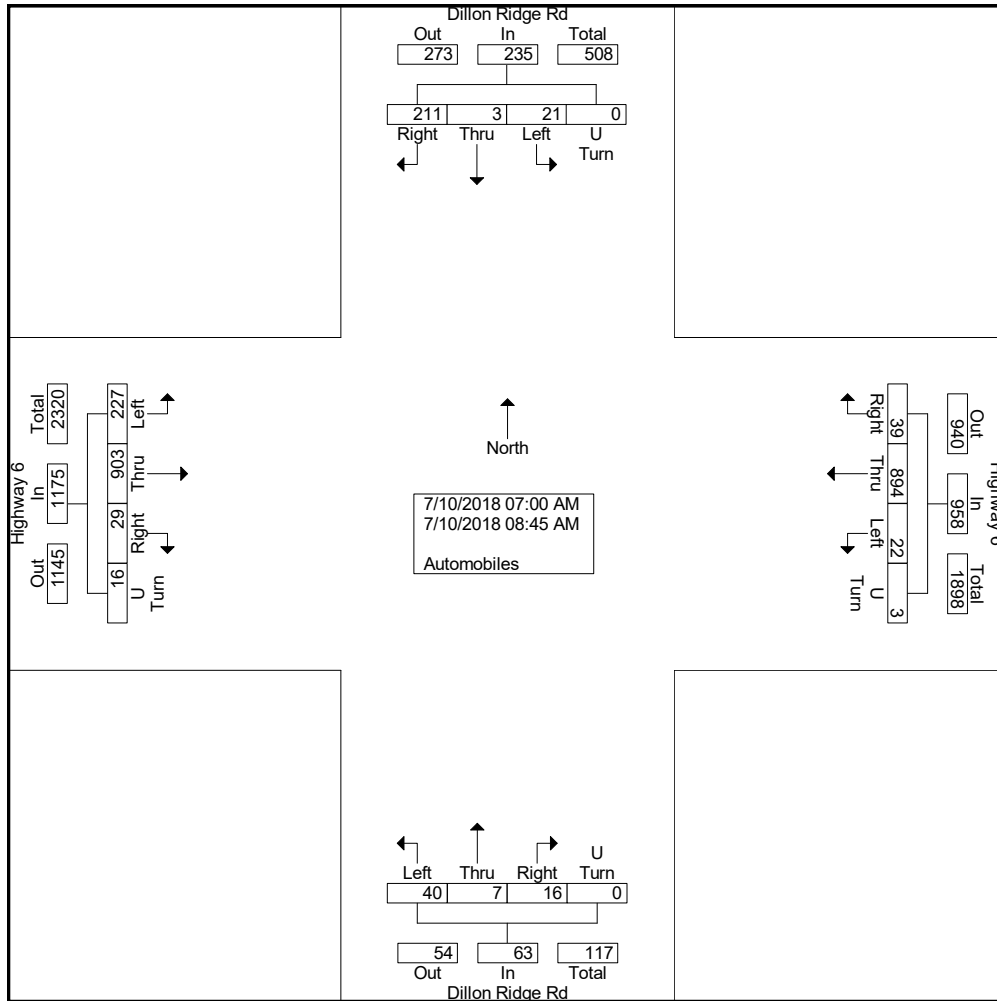 Dillon Ridge Rd
Out In Total
273 235 508
211 3 21 0
Right Thru Left U
Turn
Highway 6
Total In Out
2320 1175 1145
227 903 29 16
Left Thru Right U
Turn
North
7/10/2018 07:00 AM
7/10/2018 08:45 AM
Automobiles
Highway 6
Out In Total
940 958 1898
39 894 22 3
Right Thru Left U
Turn
U
Left Thru Right Turn
40 7 16 0
54 63 117
Out In Total
Dillon Ridge Rd